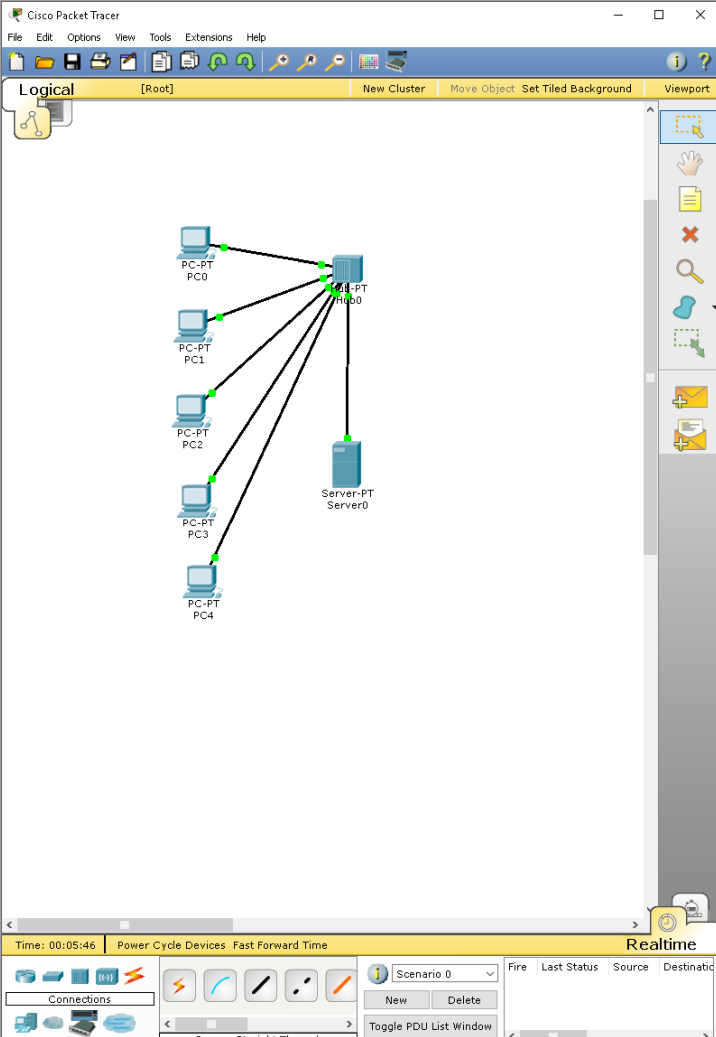 Cisco Packet Tracer
File Edit Options View Tools Extensions Help
Logical [Root] New Cluster Move Object Set Tiled Background Viewport
PC-PT
PC0
Hub-PT
Hub0
PC-PT
PC1
PC-PT
PC2
Server-PT
Server0
PC-PT
PC3
PC-PT
PC4
Time: 00:05:46 Power Cycle Devices Fast Forward Time Realtime
Scenario 0
Fire Last Status Source Destinatic
Connections
New Delete
Toggle PDU List Window